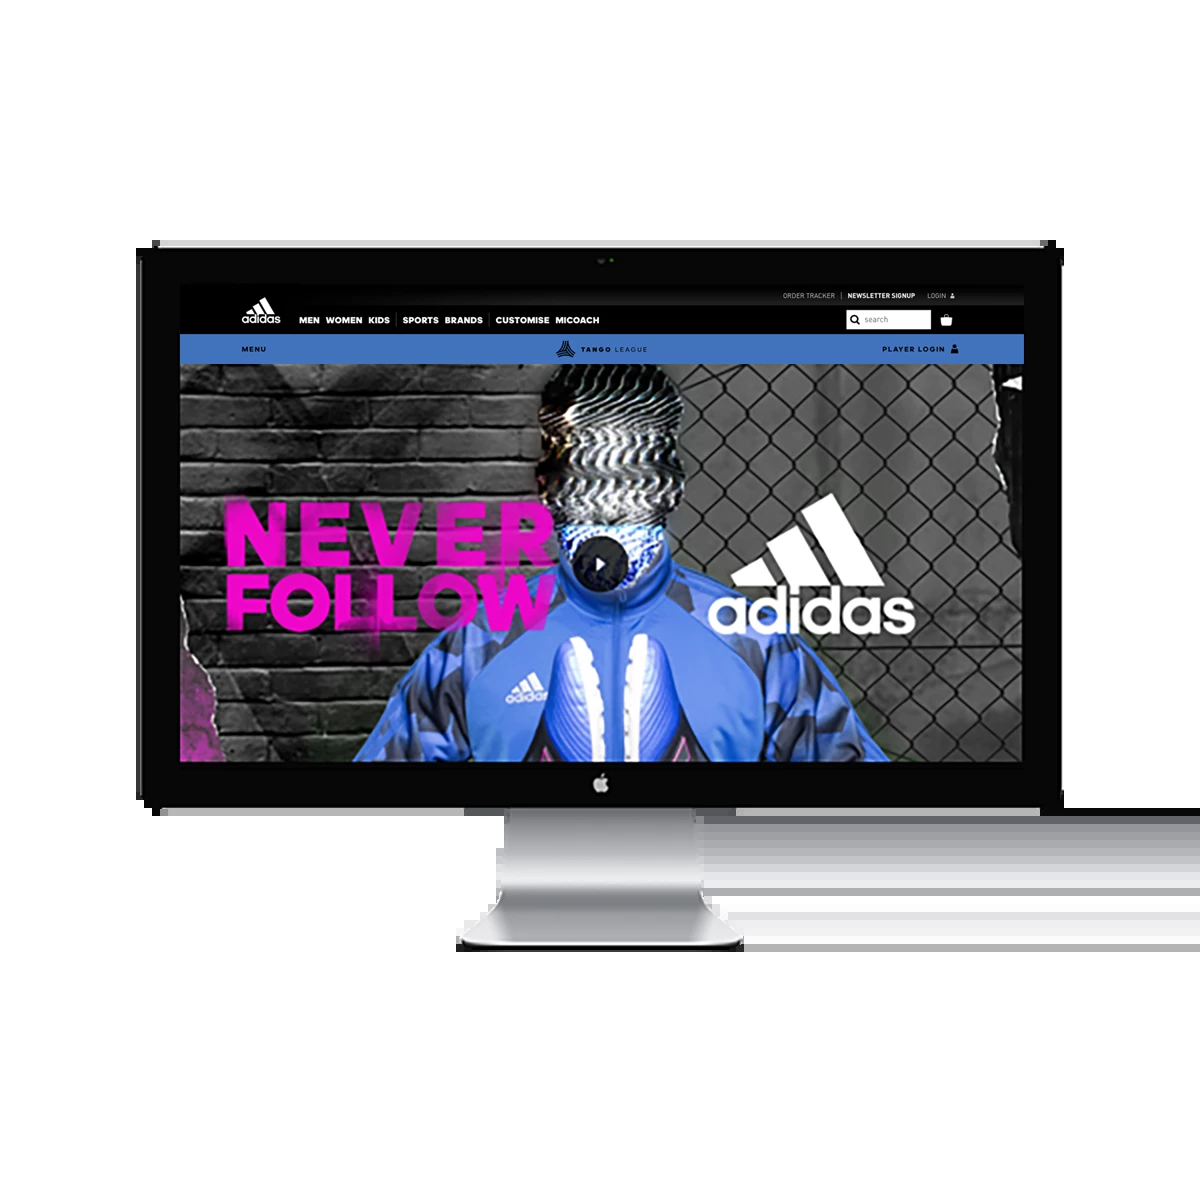 ORDER TRACKER | NEWSLETTER SIGNUP LOGIN
adidas MEN WOMEN KIDS | SPORTS BRANDS | CUSTOMISE MICOACH search
MENU TANGO LEAGUE PLAYER LOGIN
NEVER
FOLLOW
adidas
adidas